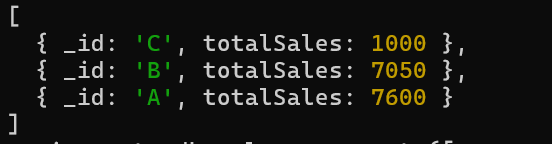 [
  { _id: 'C', totalSales: 1000 },
  { _id: 'B', totalSales: 7050 },
  { _id: 'A', totalSales: 7600 }
]